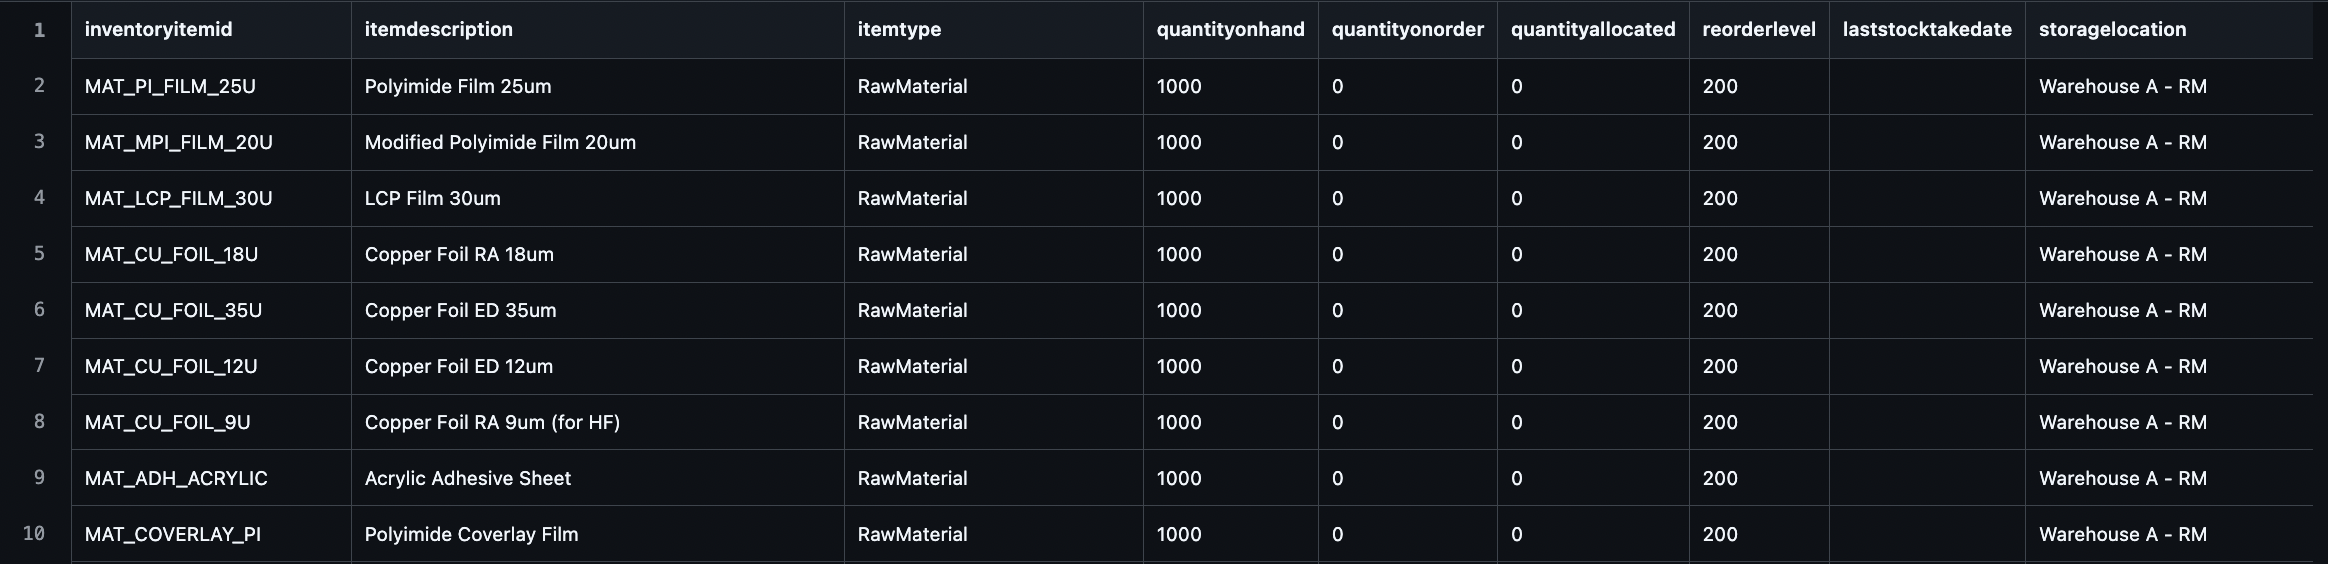 1 inventoryitemid itemdescription itemtype quantityonhand quantityonorder quantityallocated reorderlevel laststocktakedate storagelocation
2 MAT_PI_FILM_25U Polyimide Film 25um RawMaterial 1000 0 0 200 Warehouse A - RM
3 MAT_MPI_FILM_20U Modified Polyimide Film 20um RawMaterial 1000 0 0 200 Warehouse A - RM
4 MAT_LCP_FILM_30U LCP Film 30um RawMaterial 1000 0 0 200 Warehouse A - RM
5 MAT_CU_FOIL_18U Copper Foil RA 18um RawMaterial 1000 0 0 200 Warehouse A - RM
6 MAT_CU_FOIL_35U Copper Foil ED 35um RawMaterial 1000 0 0 200 Warehouse A - RM
7 MAT_CU_FOIL_12U Copper Foil ED 12um RawMaterial 1000 0 0 200 Warehouse A - RM
8 MAT_CU_FOIL_9U Copper Foil RA 9um (for HF) RawMaterial 1000 0 0 200 Warehouse A - RM
9 MAT_ADH_ACRYLIC Acrylic Adhesive Sheet RawMaterial 1000 0 0 200 Warehouse A - RM
10 MAT_COVERLAY_PI Polyimide Coverlay Film RawMaterial 1000 0 0 200 Warehouse A - RM